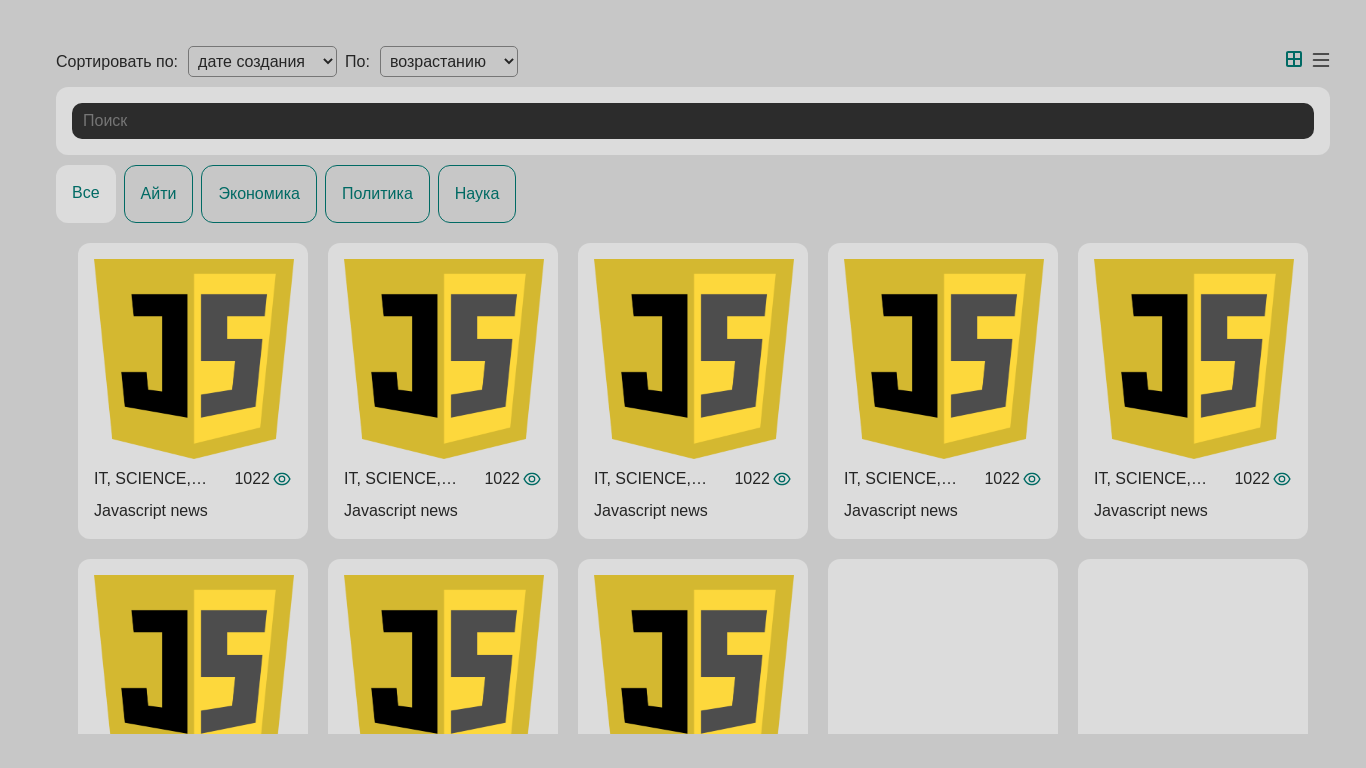 Сортировать по: дате создания По: возрастанию
Поиск
Все Айти Экономика Политика Наука
JS JS JS JS JS
IT, SCIENCE,… 1022 IT, SCIENCE,… 1022 IT, SCIENCE,… 1022 IT, SCIENCE,… 1022 IT, SCIENCE,… 1022
Javascript news Javascript news Javascript news Javascript news Javascript news
JS JS JS